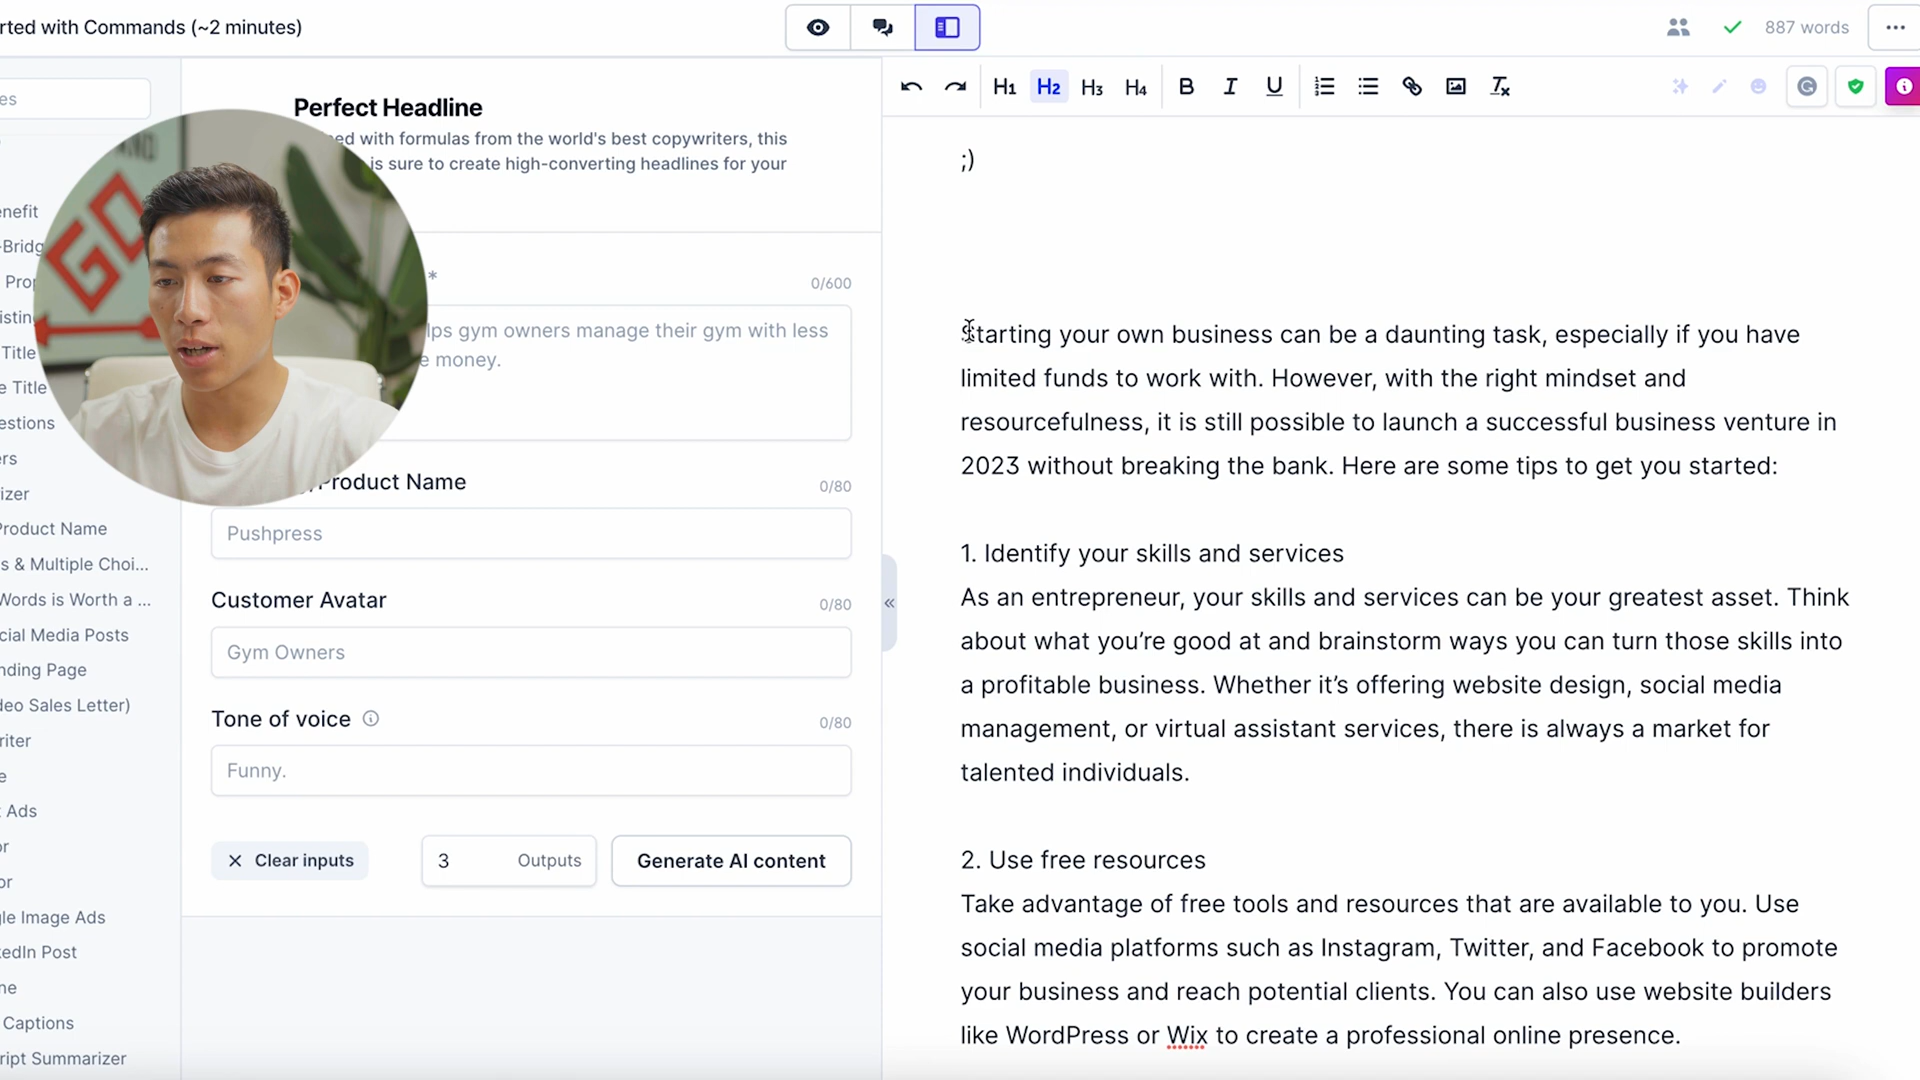 rted with Commands (~2 minutes)
887 words
es
enefit
-Bridg
Prop
isting
Title
e Title
estions
ers
izer
Product Name
s & Multiple Choi...
Words is Worth a ...
cial Media Posts
nding Page
deo Sales Letter)
riter
e
t Ads
or
or
gle Image Ads
kedIn Post
ne
Captions
ript Summarizer
GO
Perfect Headline
ned with formulas from the world's best copywriters, this
is sure to create high-converting headlines for your
*
0/600
lps gym owners manage their gym with less
e money.
/Product Name
0/80
Pushpress
Customer Avatar
0/80
Gym Owners
Tone of voice
0/80
Funny.
Clear inputs
3 Outputs
Generate AI content
H1 H2 H3 H4 B I U
;)
Starting your own business can be a daunting task, especially if you have
limited funds to work with. However, with the right mindset and
resourcefulness, it is still possible to launch a successful business venture in
2023 without breaking the bank. Here are some tips to get you started:
1. Identify your skills and services
As an entrepreneur, your skills and services can be your greatest asset. Think
about what you’re good at and brainstorm ways you can turn those skills into
a profitable business. Whether it’s offering website design, social media
management, or virtual assistant services, there is always a market for
talented individuals.
2. Use free resources
Take advantage of free tools and resources that are available to you. Use
social media platforms such as Instagram, Twitter, and Facebook to promote
your business and reach potential clients. You can also use website builders
like WordPress or Wix to create a professional online presence.